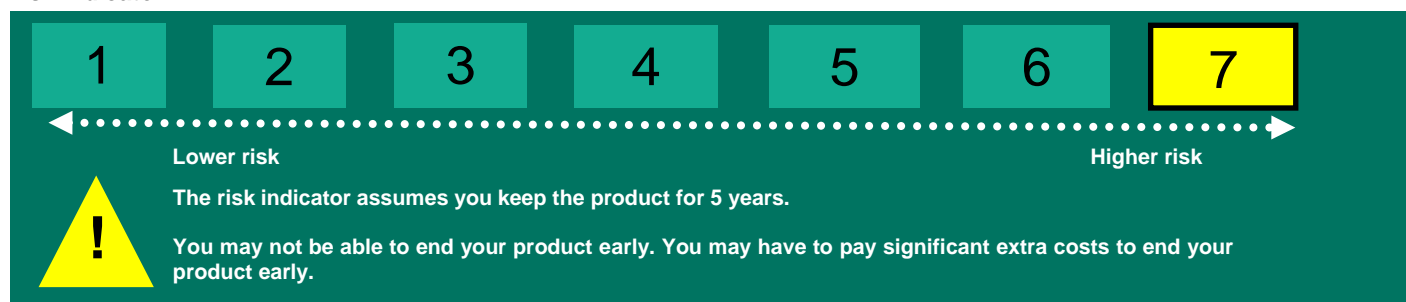 1 2 3 4 5 6 7
Lower risk Higher risk
The risk indicator assumes you keep the product for 5 years.
!
You may not be able to end your product early. You may have to pay significant extra costs to end your
product early.